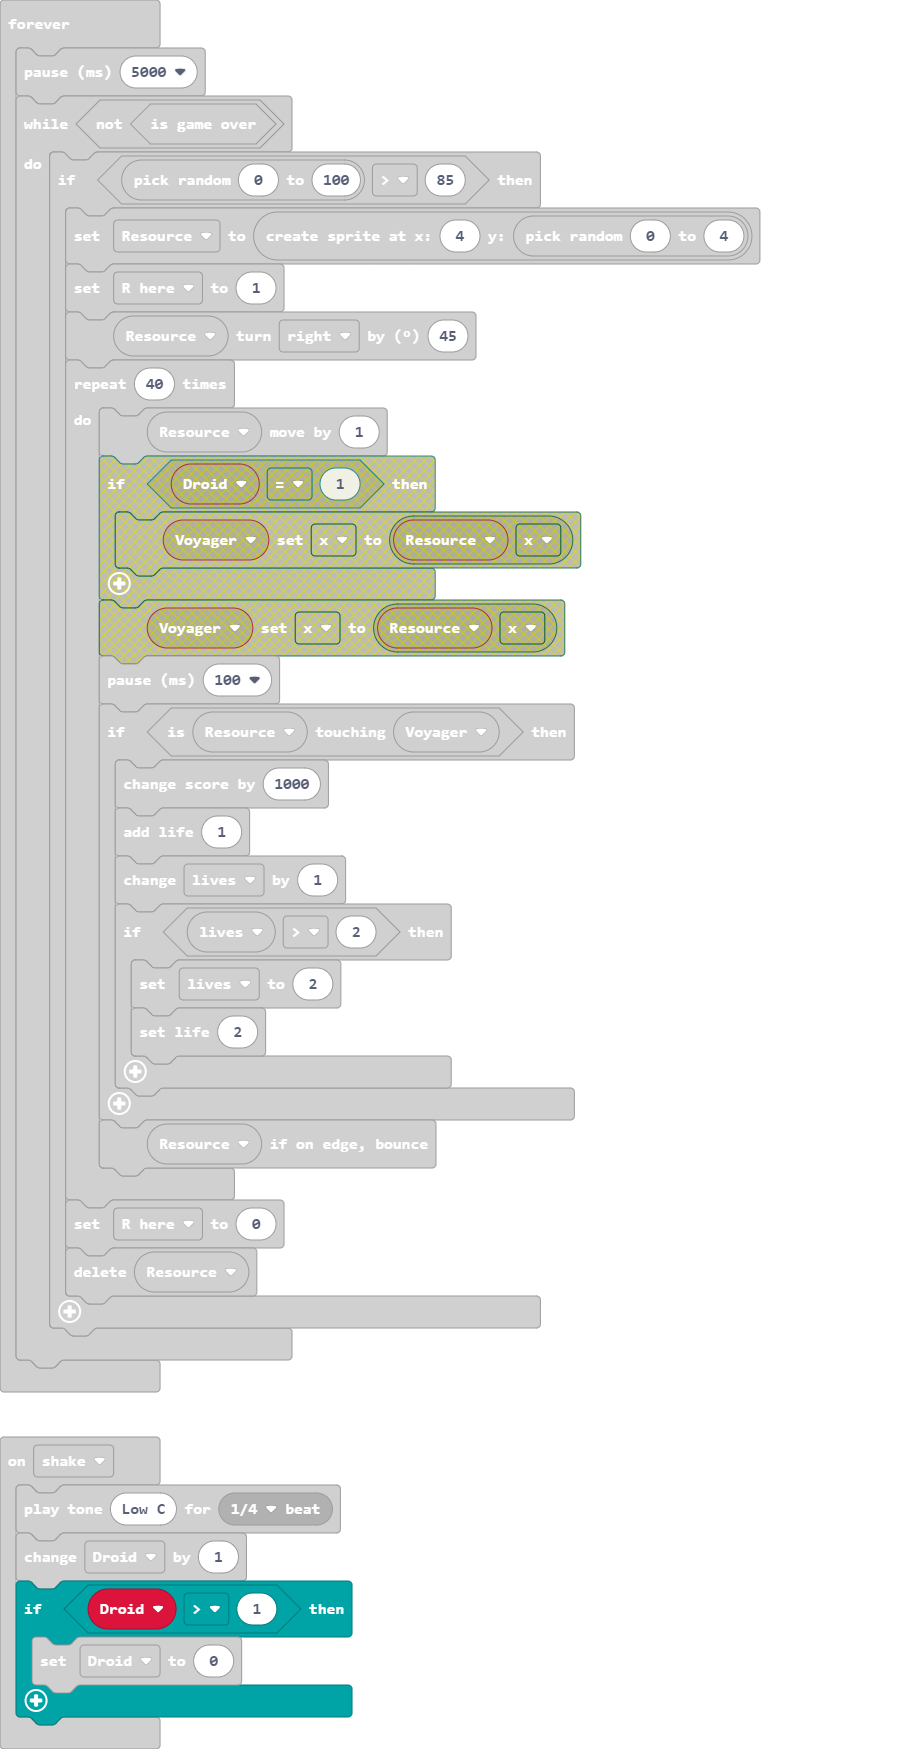 forever
pause (ms) 5000
while not is game over
do
if pick random 0 to 100 > 85 then
set Resource to create sprite at x: 4 y: pick random 0 to 4
set R here to 1
Resource turn right by (°) 45
repeat 40 times
do
Resource move by 1
if Droid = 1 then
Voyager set x to Resource x
Voyager set x to Resource x
pause (ms) 100
if is Resource touching Voyager then
change score by 1000
add life 1
change lives by 1
if lives > 2 then
set lives to 2
set life 2
Resource if on edge, bounce
set R here to 0
delete Resource
on shake
play tone Low C for 1/4 beat
change Droid by 1
if Droid > 1 then
set Droid to 0